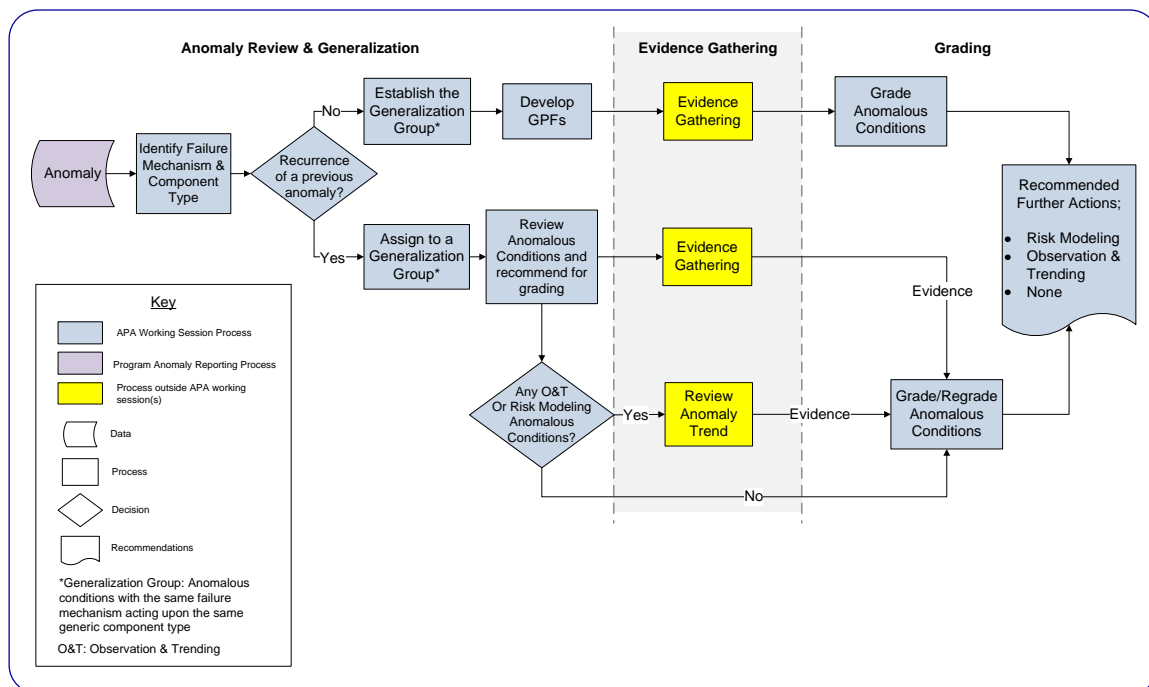 Anomaly Review & Generalization
Evidence Gathering
Grading
Anomaly
Identify Failure
Mechanism &
Component
Type
Recurrence
of a previous
anomaly?
No
Establish the
Generalization
Group*
Develop
GPFs
Evidence
Gathering
Grade
Anomalous
Conditions
Yes
Assign to a
Generalization
Group*
Review
Anomalous
Conditions and
recommend for
grading
Evidence
Gathering
Evidence
Recommended
Further Actions;
● Risk Modeling
● Observation &
Trending
● None
Any O&T
Or Risk Modeling
Anomalous
Conditions?
Yes
Review
Anomaly
Trend
Evidence
Grade/Regrade
Anomalous
Conditions
No
Key
APA Working Session Process
Program Anomaly Reporting Process
Process outside APA working
session(s)
Data
Process
Decision
Recommendations
*Generalization Group: Anomalous
conditions with the same failure
mechanism acting upon the same
generic component type
O&T: Observation & Trending